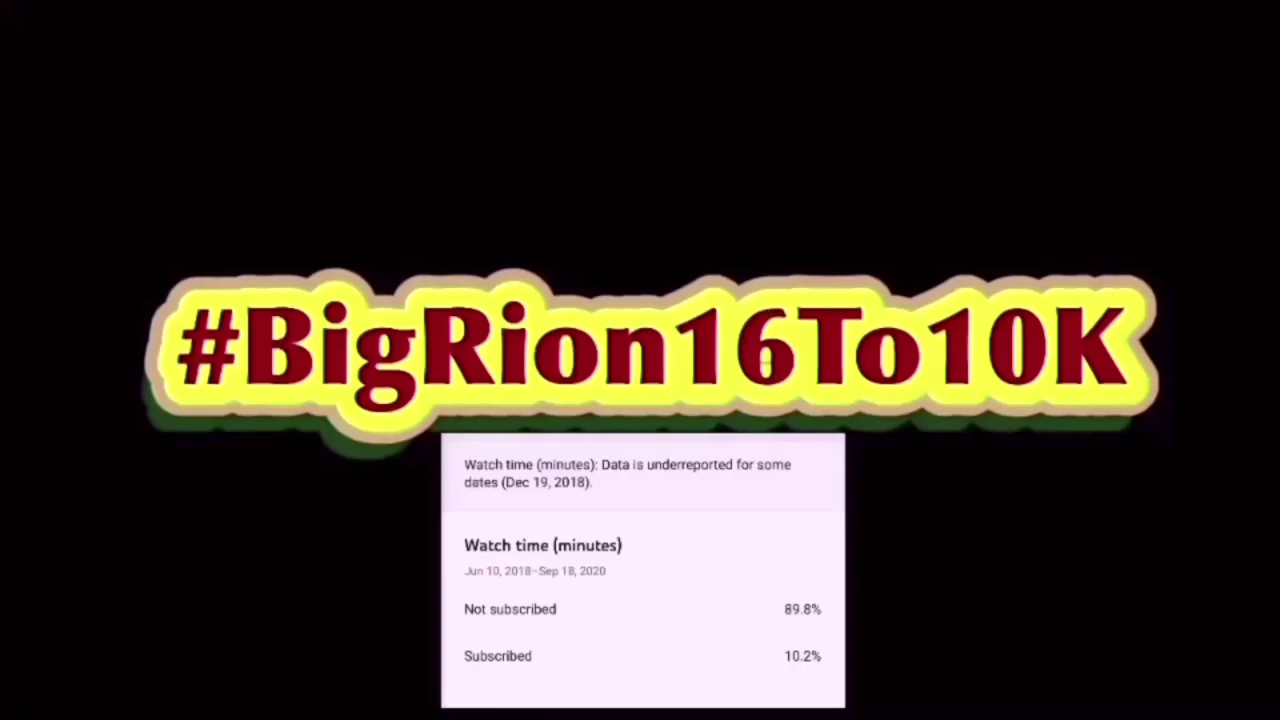 #BigRion16To10K
Watch time (minutes): Data is underreported for some
dates (Dec 19, 2018).
Watch time (minutes)
Jun 10, 2018–Sep 18, 2020
Not subscribed 89.8%
Subscribed 10.2%